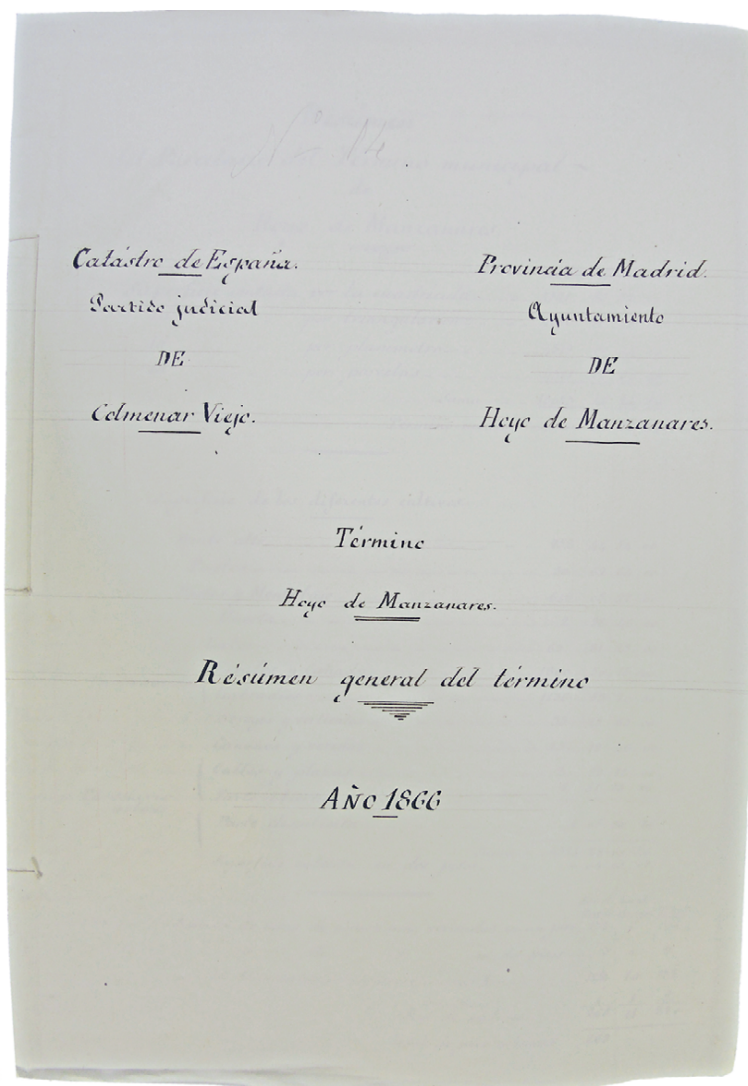 Catástro de España.
Partido judicial
DE
Colmenar Viejo.
Provincia de Madrid.
Ayuntamiento
DE
Hoyo de Manzanares.
Término
Hoyo de Manzanares.
Résúmen general del término
AÑO 1866